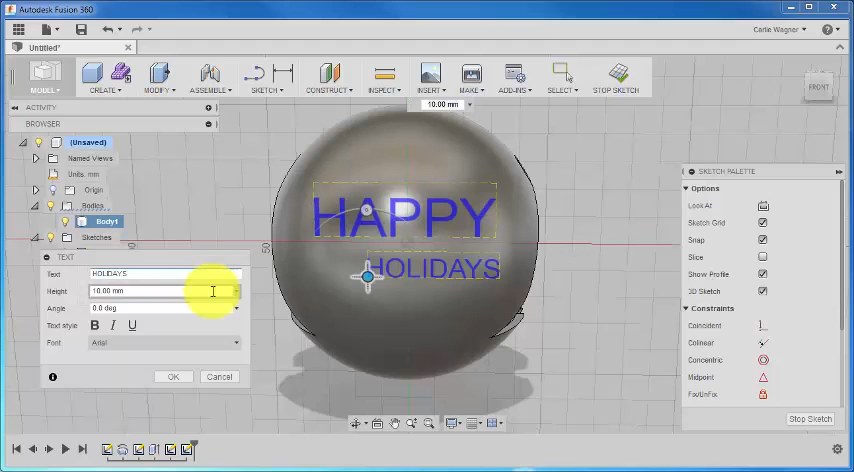 Autodesk Fusion 360
Carlie Wagner
Untitled*
MODEL
CREATE
MODIFY
ASSEMBLE
SKETCH
CONSTRUCT
INSPECT
INSERT
MAKE
ADD-INS
SELECT
STOP SKETCH
ACTIVITY
10.00 mm
FRONT
BROWSER
(Unsaved)
Named Views
Units: mm
Origin
Bodies
Body1
Sketches
50
HAPPY
HOLIDAYS
TEXT
Text HOLIDAYS
Height 10.00 mm
Angle 0.0 deg
Text style B I U
Font Arial
OK Cancel
SKETCH PALETTE
Options
Look At
Sketch Grid
Snap
Slice
Show Profile
3D Sketch
Constraints
Coincident
Colinear
Concentric
Midpoint
Fix/UnFix
Stop Sketch